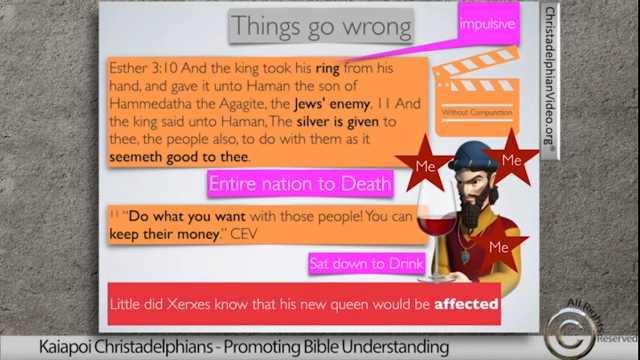 Things go wrong
impulsive
Esther 3:10 And the king took his ring from his
hand, and gave it unto Haman the son of
Hammedatha the Agagite, the Jews' enemy. 11 And
the king said unto Haman, The silver is given to
thee, the people also, to do with them as it
seemeth good to thee.
Without Compunction
ChristadelphianVideo.org®
Me
Me
Me
Entire nation to Death
11 "Do what you want with those people! You can
keep their money." CEV
Sat down to Drink
Little did Xerxes know that his new queen would be affected
All Rights
Reserved
Kaiapoi Christadelphians - Promoting Bible Understanding